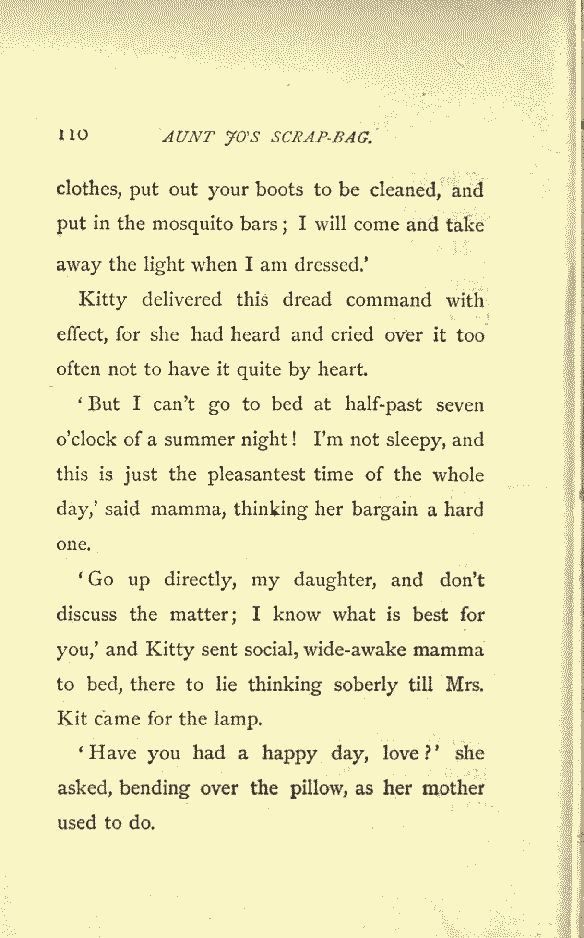 110 AUNT JO'S SCRAP-BAG.
clothes, put out your boots to be cleaned, and
put in the mosquito bars; I will come and take
away the light when I am dressed.'
Kitty delivered this dread command with
effect, for she had heard and cried over it too
often not to have it quite by heart.
'But I can't go to bed at half-past seven
o'clock of a summer night! I'm not sleepy, and
this is just the pleasantest time of the whole
day,' said mamma, thinking her bargain a hard
one.
'Go up directly, my daughter, and don't
discuss the matter; I know what is best for
you,' and Kitty sent social, wide-awake mamma
to bed, there to lie thinking soberly till Mrs.
Kit came for the lamp.
'Have you had a happy day, love?' she
asked, bending over the pillow, as her mother
used to do.